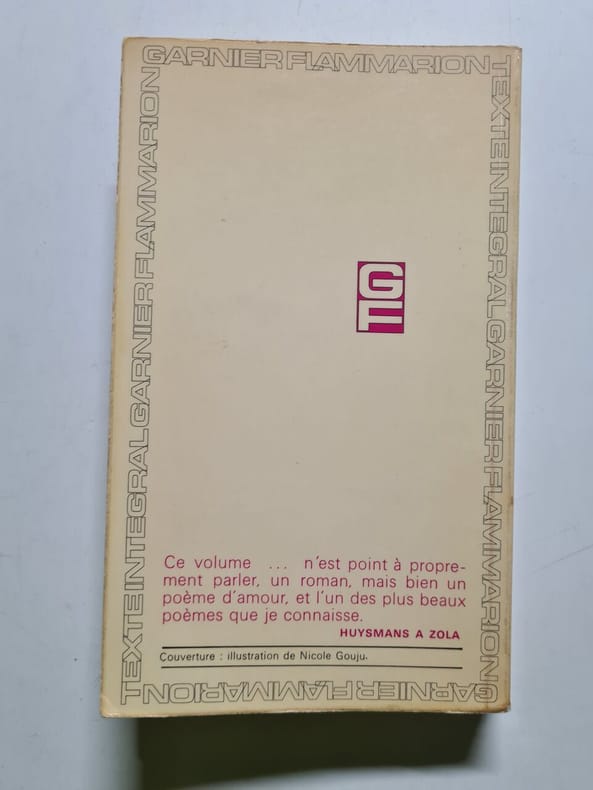 GARNIER FLAMMARION
TEXTE INTEGRAL GARNIER FLAMMARION
TEXTE INTEGRAL GARNIER FLAMMARION
GF
Ce volume ... n'est point à propre-
ment parler, un roman, mais bien un
poème d'amour, et l'un des plus beaux
poèmes que je connaisse.
HUYSMANS A ZOLA
Couverture : illustration de Nicole Gouju.
GARNIER FLAMMARION